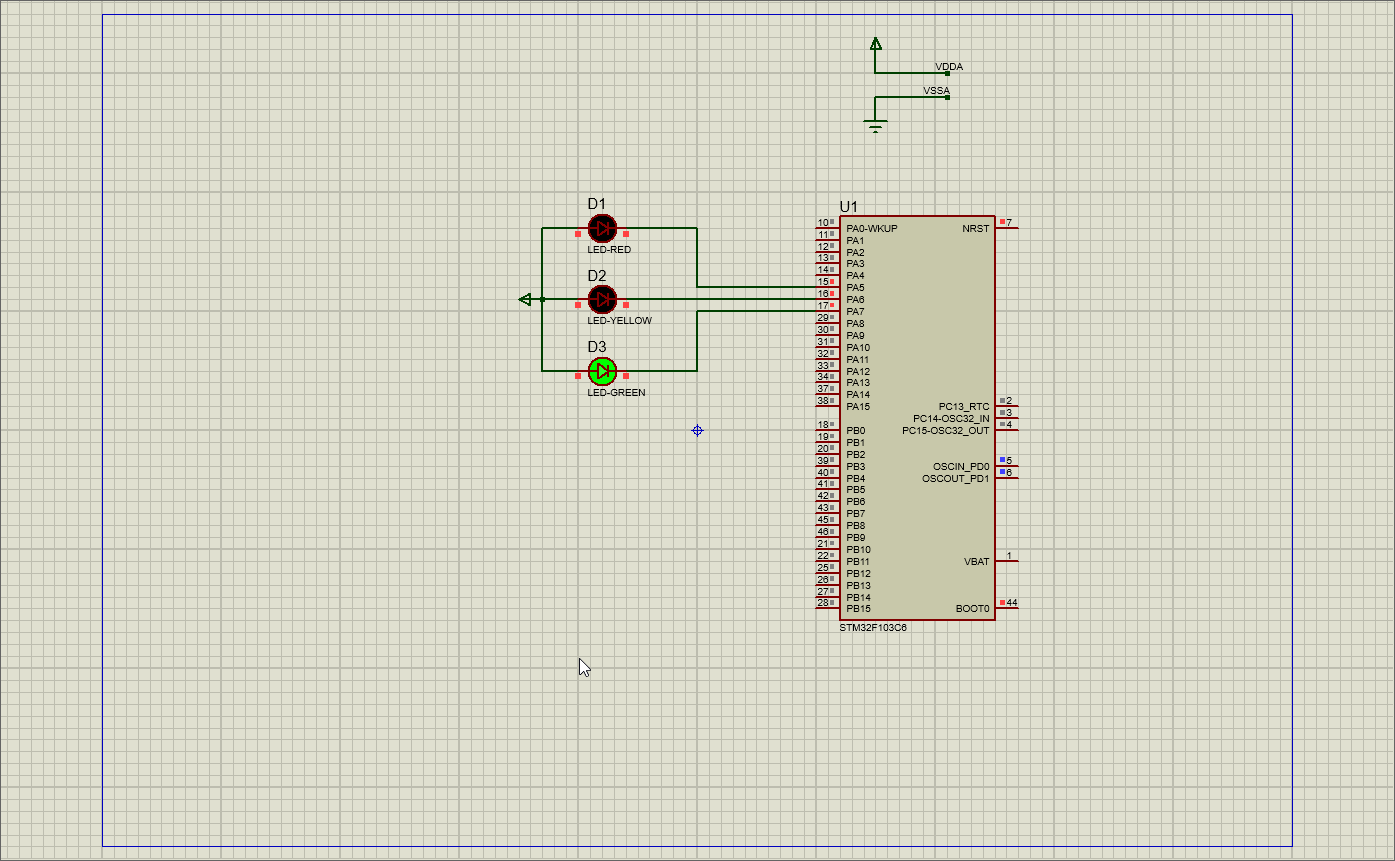 VDDA
VSSA
D1
LED-RED
D2
LED-YELLOW
D3
LED-GREEN
U1
10 PA0-WKUP NRST 7
11 PA1
12 PA2
13 PA3
14 PA4
15 PA5
16 PA6
17 PA7
29 PA8
30 PA9
31 PA10
32 PA11
33 PA12
34 PA13
37 PA14
38 PA15 PC13_RTC 2
PC14-OSC32_IN 3
18 PB0 PC15-OSC32_OUT 4
19 PB1
20 PB2
39 PB3 OSCIN_PD0 5
40 PB4 OSCOUT_PD1 6
41 PB5
42 PB6
43 PB7
45 PB8
46 PB9
21 PB10
22 PB11 VBAT 1
25 PB12
26 PB13
27 PB14
28 PB15 BOOT0 44
STM32F103C6